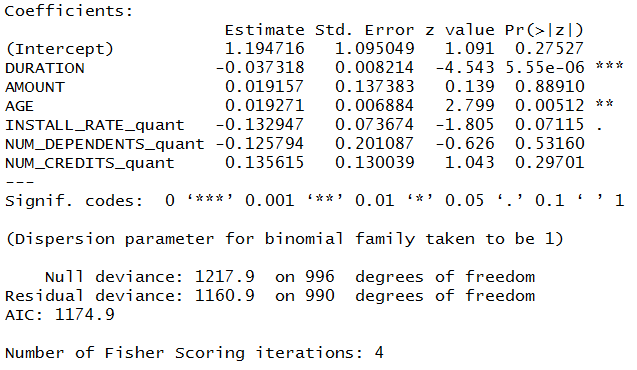 Coefficients:
Estimate Std. Error z value Pr(>|z|)
(Intercept) 1.194716 1.095049 1.091 0.27527
DURATION -0.037318 0.008214 -4.543 5.55e-06 ***
AMOUNT 0.019157 0.137383 0.139 0.88910
AGE 0.019271 0.006884 2.799 0.00512 **
INSTALL_RATE_quant -0.132947 0.073674 -1.805 0.07115 .
NUM_DEPENDENTS_quant -0.125794 0.201087 -0.626 0.53160
NUM_CREDITS_quant 0.135615 0.130039 1.043 0.29701
---
Signif. codes: 0 ‘***’ 0.001 ‘**’ 0.01 ‘*’ 0.05 ‘.’ 0.1 ‘ ’ 1
(Dispersion parameter for binomial family taken to be 1)
Null deviance: 1217.9 on 996 degrees of freedom
Residual deviance: 1160.9 on 990 degrees of freedom
AIC: 1174.9
Number of Fisher Scoring iterations: 4